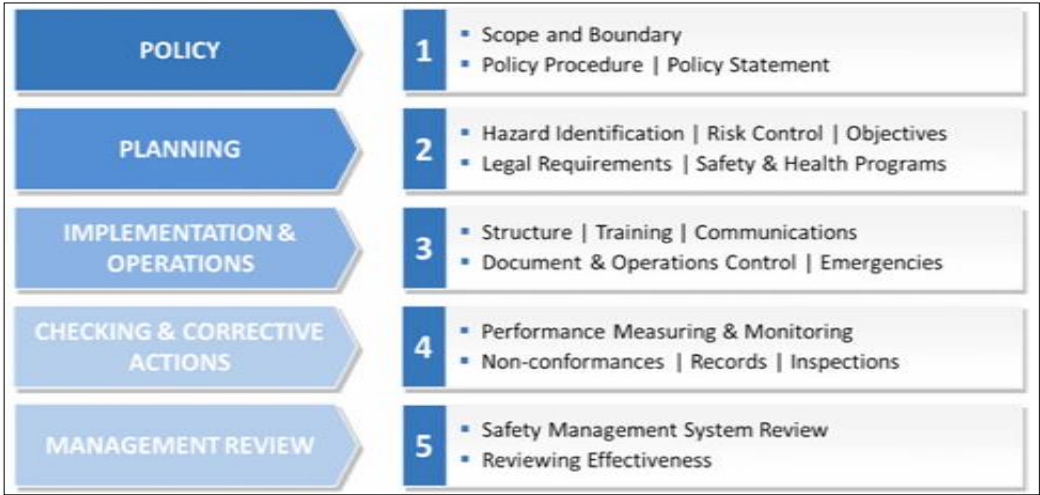 POLICY
1
▪ Scope and Boundary
▪ Policy Procedure | Policy Statement
PLANNING
2
▪ Hazard Identification | Risk Control | Objectives
▪ Legal Requirements | Safety & Health Programs
IMPLEMENTATION &
OPERATIONS
3
▪ Structure | Training | Communications
▪ Document & Operations Control | Emergencies
CHECKING & CORRECTIVE
ACTIONS
4
▪ Performance Measuring & Monitoring
▪ Non-conformances | Records | Inspections
MANAGEMENT REVIEW
5
▪ Safety Management System Review
▪ Reviewing Effectiveness